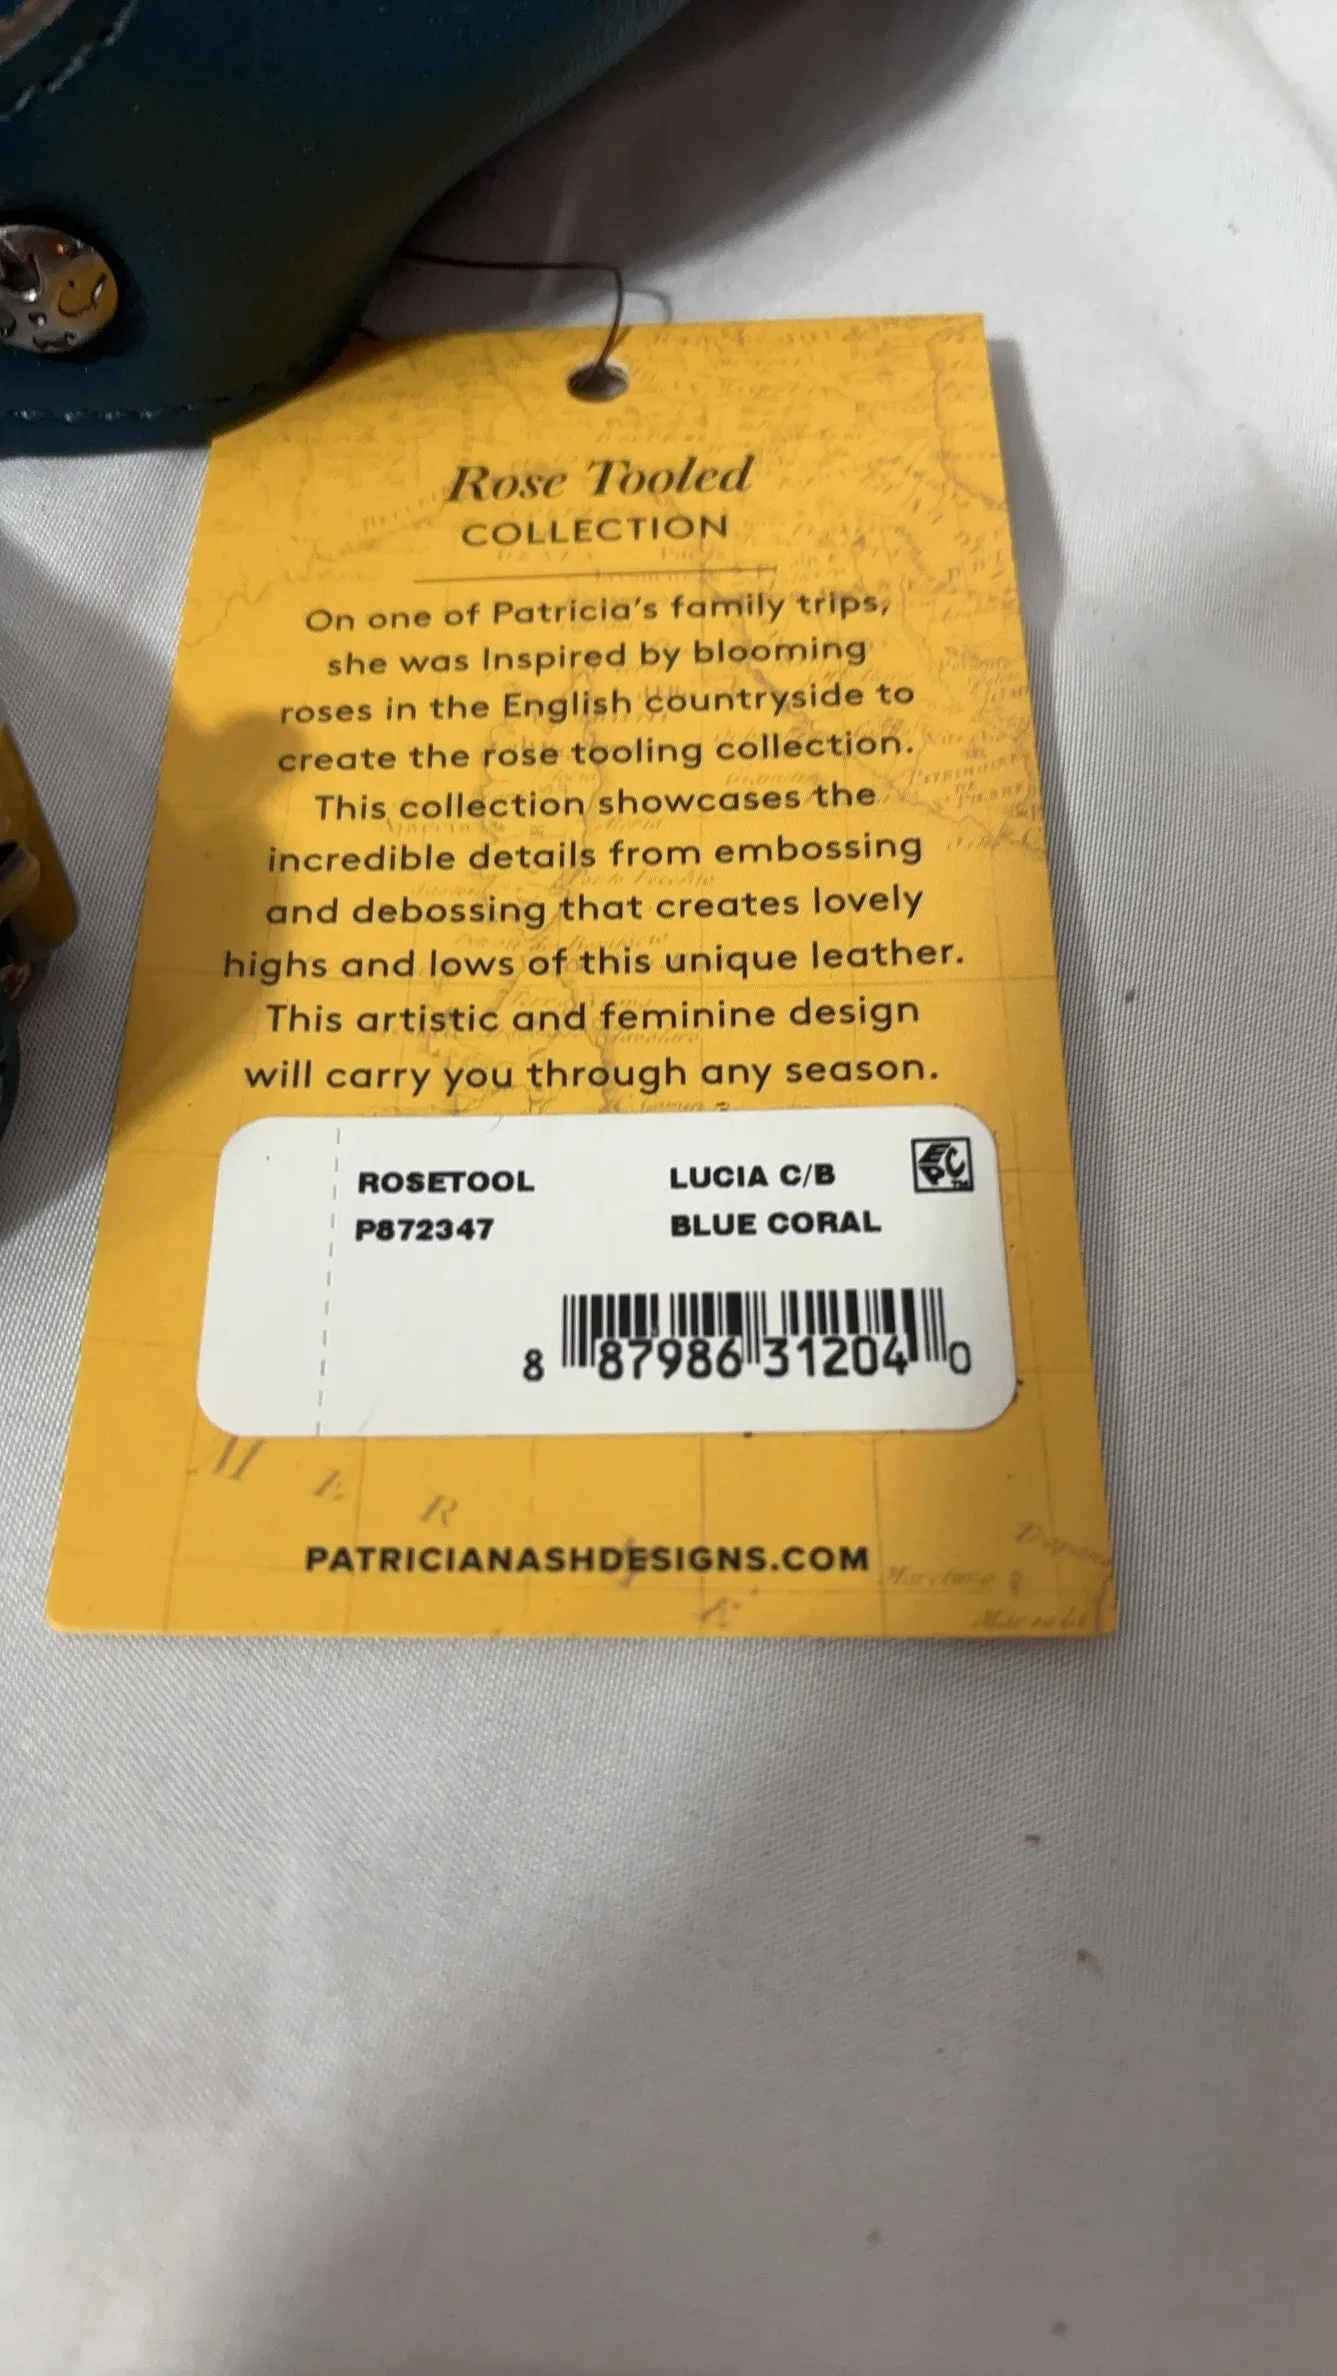 Rose Tooled
COLLECTION
On one of Patricia's family trips,
she was Inspired by blooming
roses in the English countryside to
create the rose tooling collection.
This collection showcases the
incredible details from embossing
and debossing that creates lovely
highs and lows of this unique leather.
This artistic and feminine design
will carry you through any season.
ROSETOOL LUCIA C/B
P872347 BLUE CORAL
8 87986 31204 0
PATRICIANASHDESIGNS.COM